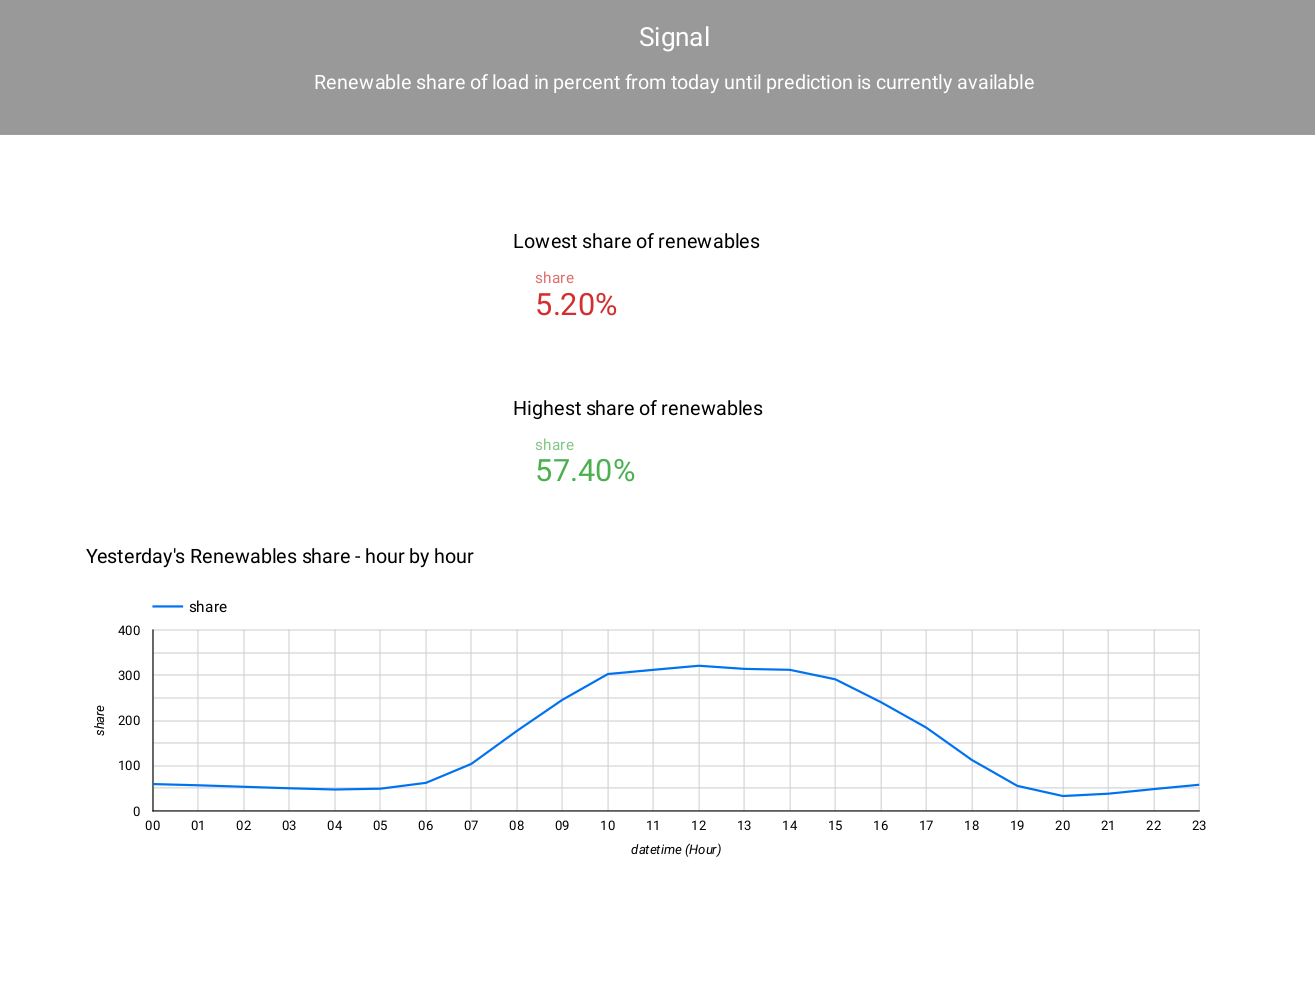 Signal
Renewable share of load in percent from today until prediction is currently available
Lowest share of renewables
share
5.20%
Highest share of renewables
share
57.40%
Yesterday's Renewables share - hour by hour
share
400
300
200
100
0
share
00 01 02 03 04 05 06 07 08 09 10 11 12 13 14 15 16 17 18 19 20 21 22 23
datetime (Hour)